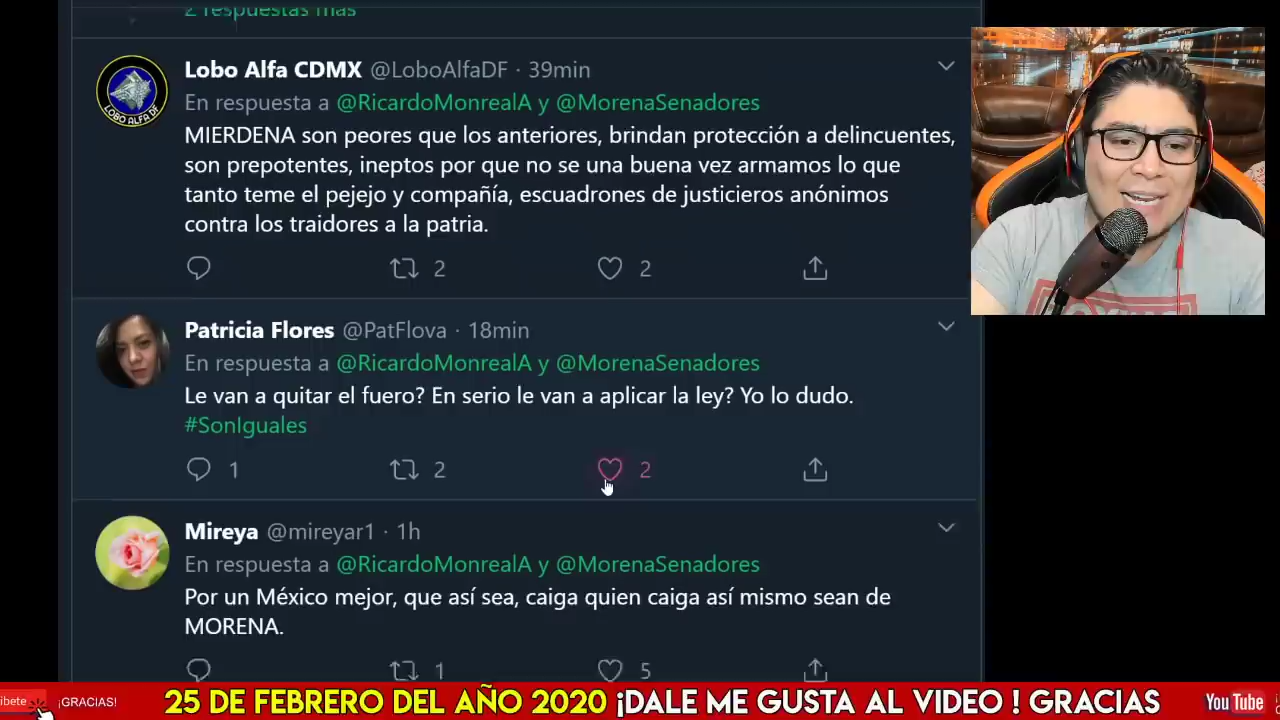 2 respuestas más
Lobo Alfa CDMX @LoboAlfaDF · 39min
En respuesta a @RicardoMonrealA y @MorenaSenadores
MIERDENA son peores que los anteriores, brindan protección a delincuentes,
son prepotentes, ineptos por que no se una buena vez armamos lo que
tanto teme el pejejo y compañía, escuadrones de justicieros anónimos
contra los traidores a la patria.
2 2
LOBO ALFA DF
Patricia Flores @PatFlova · 18min
En respuesta a @RicardoMonrealA y @MorenaSenadores
Le van a quitar el fuero? En serio le van a aplicar la ley? Yo lo dudo.
#SonIguales
1 2 2
Mireya @mireyar1 · 1h
En respuesta a @RicardoMonrealA y @MorenaSenadores
Por un México mejor, que así sea, caiga quien caiga así mismo sean de
MORENA.
1 5
ibete ¡GRACIAS! 25 DE FEBRERO DEL AÑO 2020 ¡DALE ME GUSTA AL VIDEO ! GRACIAS YouTube